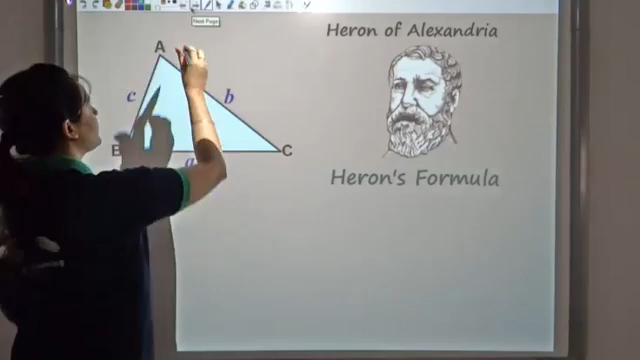 Next Page
Heron of Alexandria
A
c
b
B
C
a
Heron's Formula